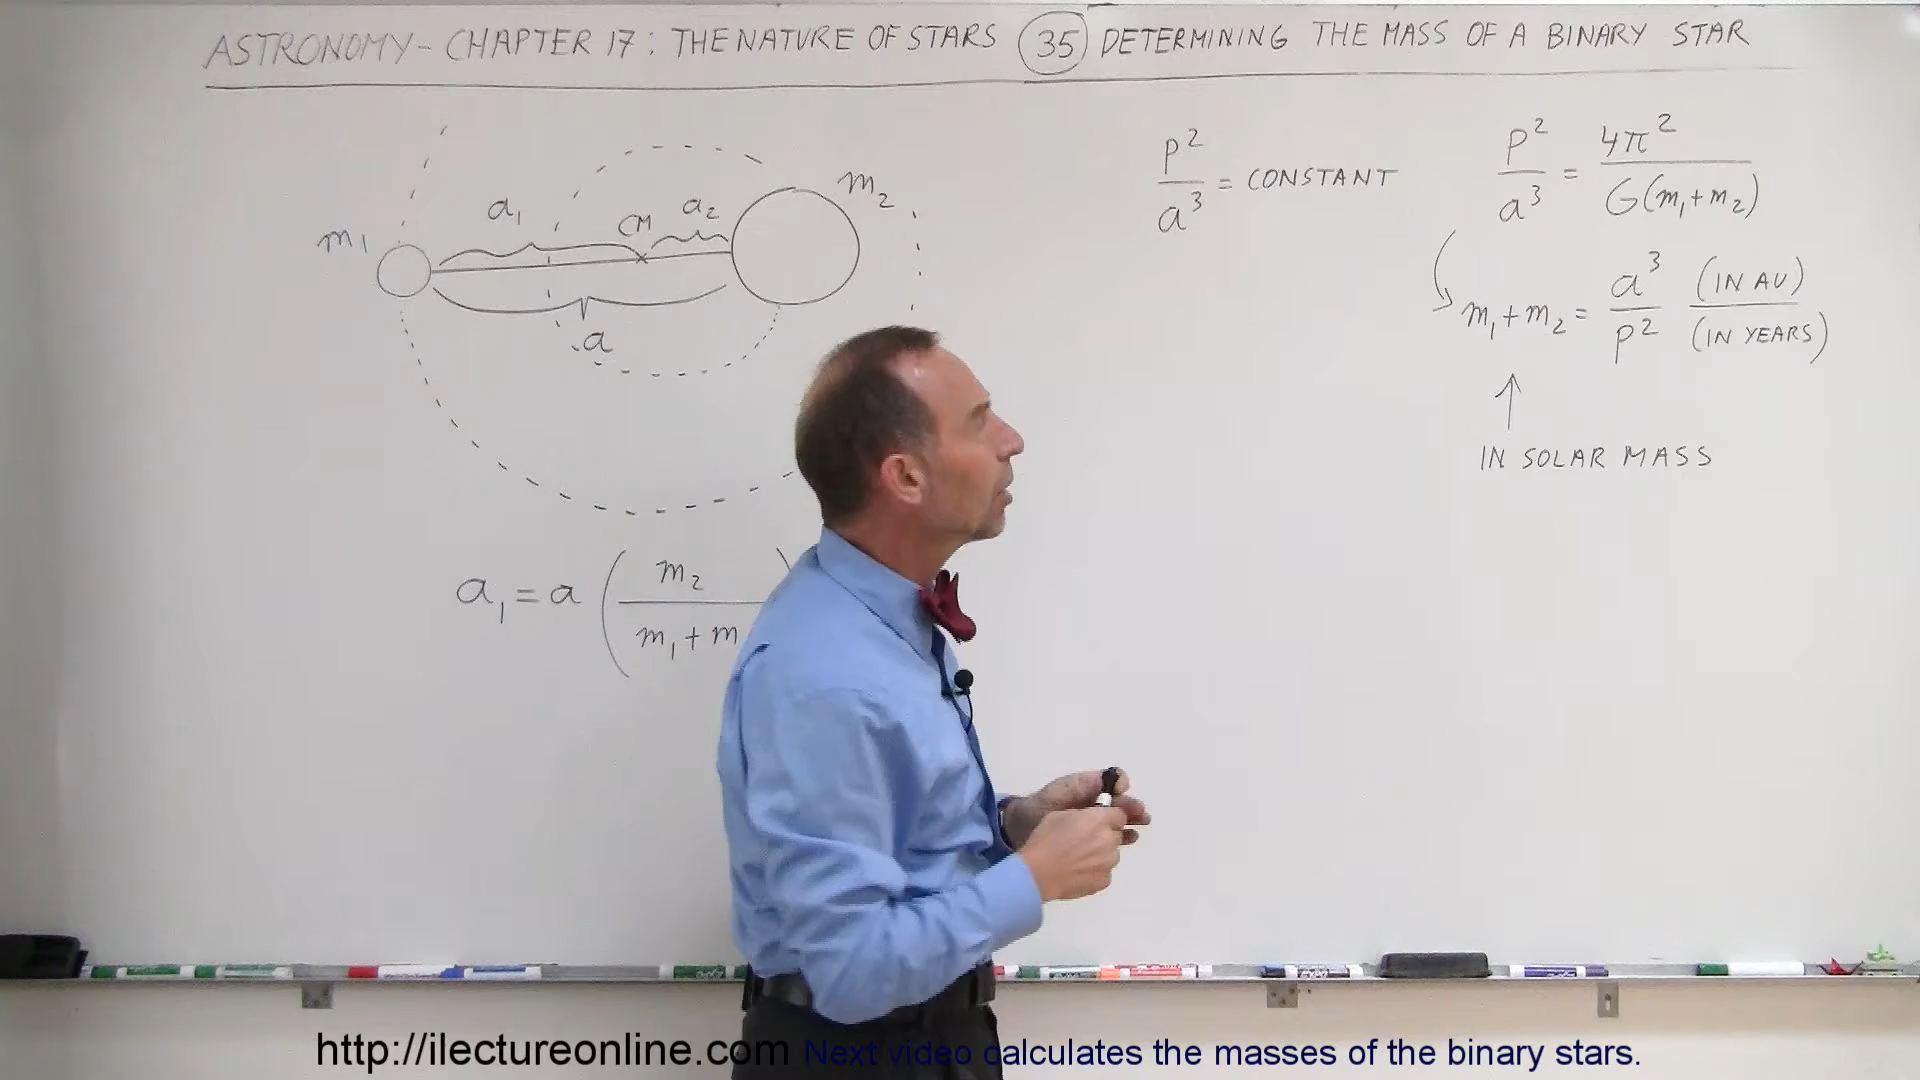 ASTRONOMY - CHAPTER 17: THE NATURE OF STARS (35) DETERMINING THE MASS OF A BINARY STAR
m₁ a₁ CM a₂ m₂
a
a₁ = a ( m₂ / m₁ + m )
P² / a³ = CONSTANT
P² / a³ = 4π² / G(m₁+m₂)
m₁ + m₂ = a³ / P² (IN AU) / (IN YEARS)
↑
IN SOLAR MASS
http://ilectureonline.com Next video calculates the masses of the binary stars.